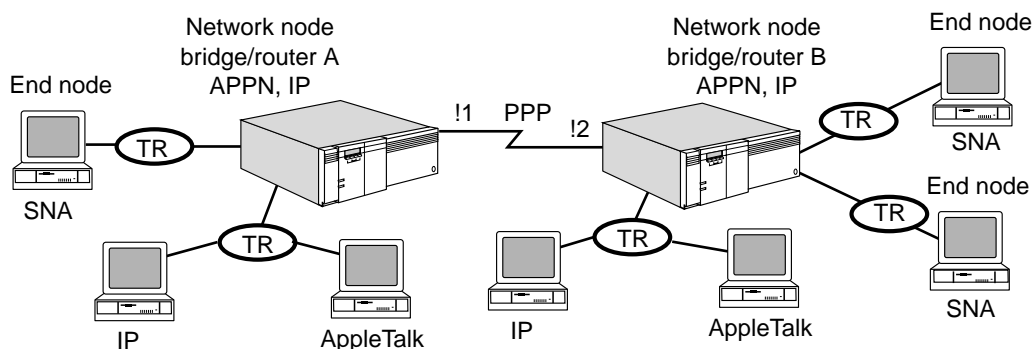 Network node
bridge/router A
APPN, IP
Network node
bridge/router B
APPN, IP
End node
End node
!1
PPP
!2
TR
TR
SNA
SNA
End node
TR
TR
TR
SNA
IP
AppleTalk
IP
AppleTalk